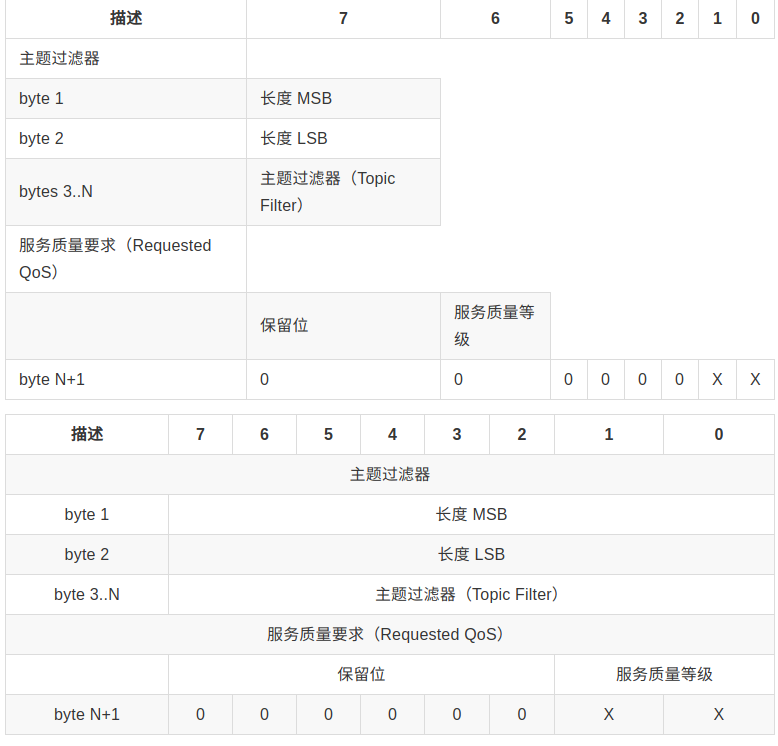 描述 7 6 5 4 3 2 1 0
主题过滤器
byte 1 长度 MSB
byte 2 长度 LSB
bytes 3..N 主题过滤器（Topic
Filter）
服务质量要求（Requested
QoS）
保留位 服务质量等
级
byte N+1 0 0 0 0 0 0 X X
描述 7 6 5 4 3 2 1 0
主题过滤器
byte 1 长度 MSB
byte 2 长度 LSB
byte 3..N 主题过滤器（Topic Filter）
服务质量要求（Requested QoS）
保留位 服务质量等级
byte N+1 0 0 0 0 0 0 X X